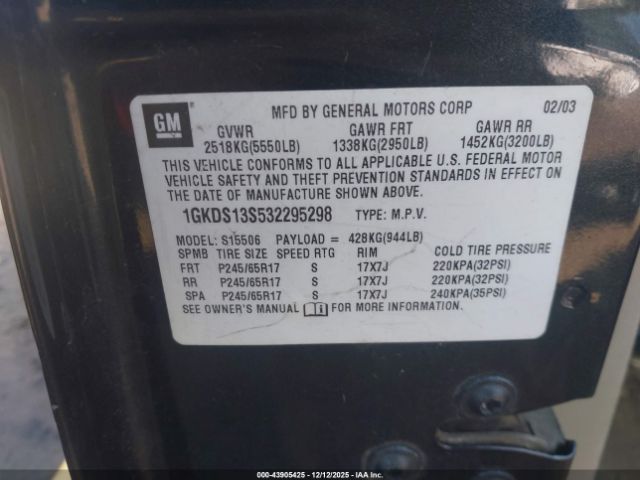 GM
MFD BY GENERAL MOTORS CORP 02/03
GVWR GAWR FRT GAWR RR
2518KG(5550LB) 1338KG(2950LB) 1452KG(3200LB)
THIS VEHICLE CONFORMS TO ALL APPLICABLE U.S. FEDERAL MOTOR
VEHICLE SAFETY AND THEFT PREVENTION STANDARDS IN EFFECT ON
THE DATE OF MANUFACTURE SHOWN ABOVE.
1GKDS13S532295298 TYPE: M.P.V.
MODEL: S15506 PAYLOAD = 428KG(944LB)
SPMB TIRE SIZE SPEED RTG RIM COLD TIRE PRESSURE
FRT P245/65R17 S 17X7J 220KPA(32PSI)
RR P245/65R17 S 17X7J 220KPA(32PSI)
SPA P245/65R17 S 17X7J 240KPA(35PSI)
SEE OWNER'S MANUAL FOR MORE INFORMATION.
000-43905425 - 12/12/2025 - IAAI.COM